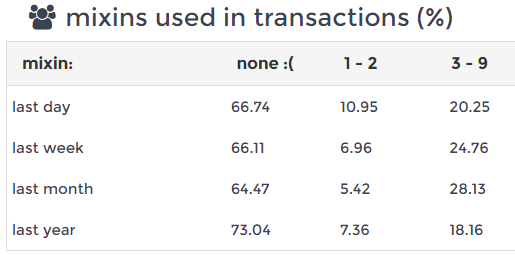 mixins used in transactions (%)
mixin: none :( 1 - 2 3 - 9
last day 66.74 10.95 20.25
last week 66.11 6.96 24.76
last month 64.47 5.42 28.13
last year 73.04 7.36 18.16